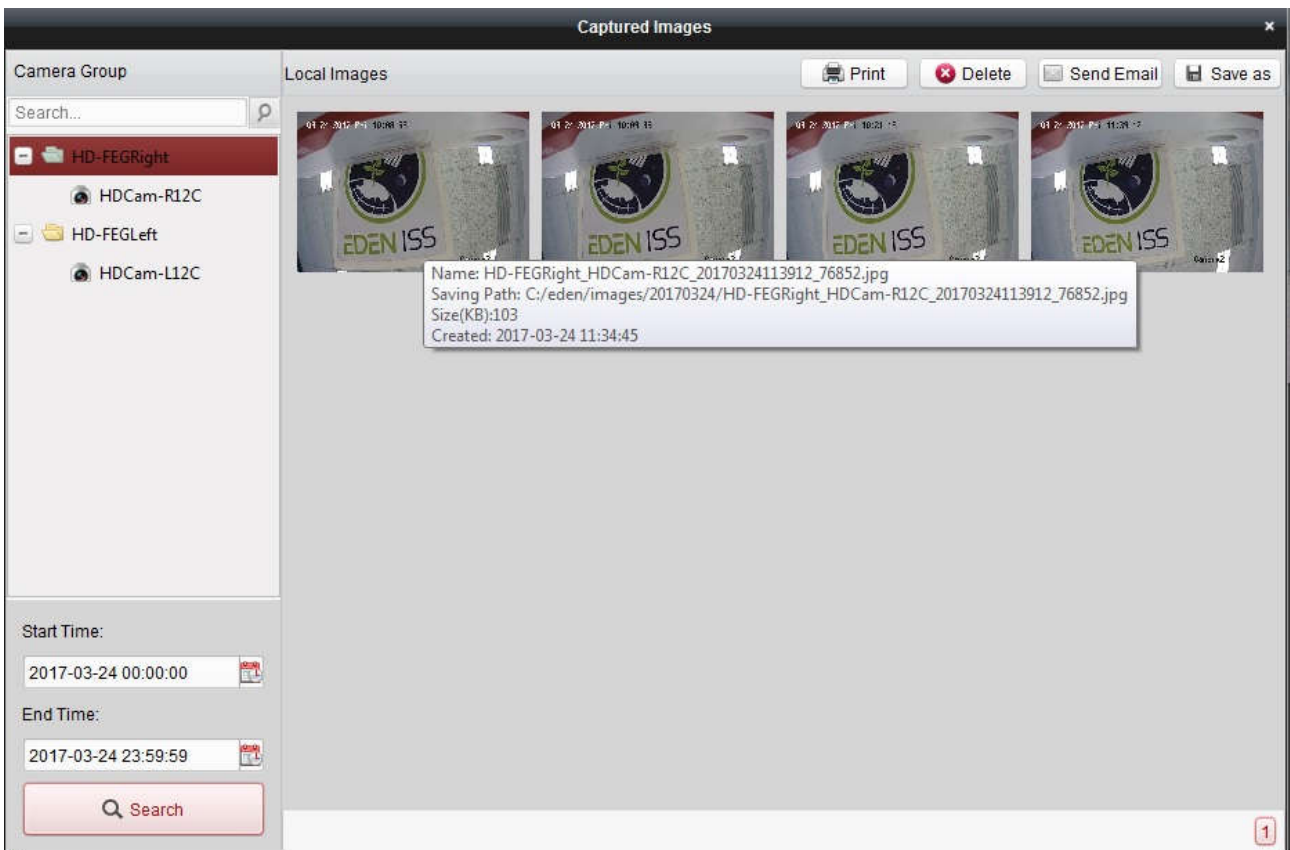 Captured Images
Camera Group
Local Images
Print
Delete
Send Email
Save as
Search...
HD-FEGRight
HDCam-R12C
HD-FEGLeft
HDCam-L12C
EDEN ISS
EDEN ISS
EDEN ISS
EDEN ISS
Name: HD-FEGRight_HDCam-R12C_20170324113912_76852.jpg
Saving Path: C:/eden/images/20170324/HD-FEGRight_HDCam-R12C_20170324113912_76852.jpg
Size(KB):103
Created: 2017-03-24 11:34:45
Start Time:
2017-03-24 00:00:00
End Time:
2017-03-24 23:59:59
Search
1